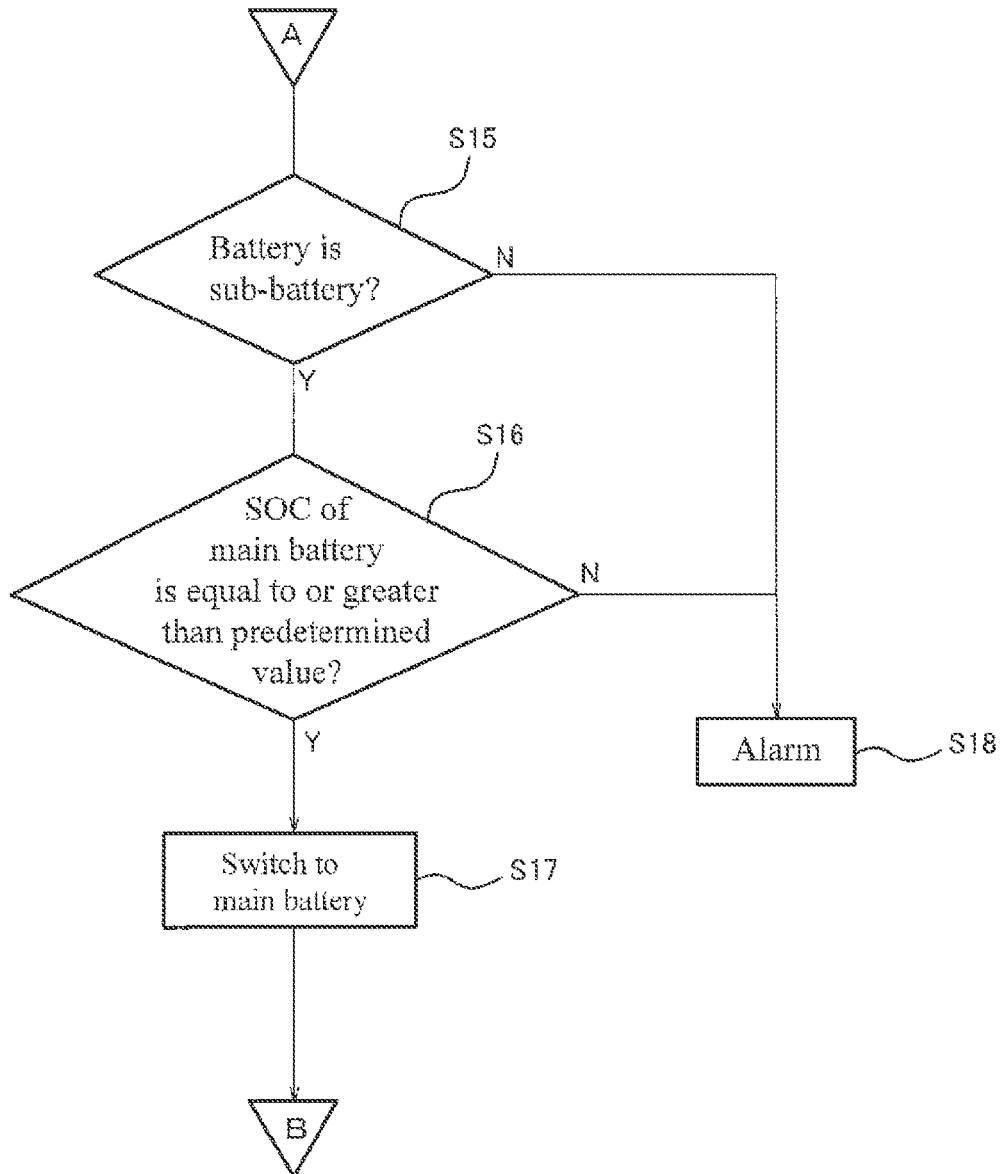 A
S15
Battery is
sub-battery?
N
Y
S16
SOC of
main battery
is equal to or greater
than predetermined
value?
N
Y
Alarm
S18
Switch to
main battery
S17
B